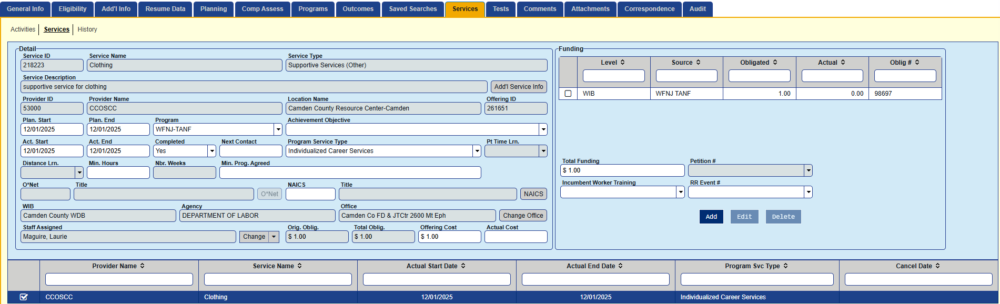 General Info Eligibility Add'l Info Resume Data Planning Comp Assess Programs Outcomes Saved Searches Services Tests Comments Attachments Correspondence Audit
Activities Services History
Detail
Service ID Service Name Service Type
218223 Clothing Supportive Services (Other)
Service Description
supportive service for clothing Add'l Service Info
Provider ID Provider Name Location Name Offering ID
53000 CCOSCC Camden County Resource Center-Camden 261651
Plan. Start Plan. End Program Achievement Objective
12/01/2025 12/01/2025 WFNJ-TANF
Act. Start Act. End Completed Next Contact Program Service Type Pt Time Lrn.
12/01/2025 12/01/2025 Yes Individualized Career Services
Distance Lrn. Min. Hours Nbr. Weeks Min. Prog. Agreed
O*Net Title NAICS Title
O*Net NAICS
WIB Agency Office
Camden County WDB DEPARTMENT OF LABOR Camden Co FD & JTCtr 2600 Mt Eph Change Office
Staff Assigned Orig. Oblig. Total Oblig. Offering Cost Actual Cost
Maguire, Laurie Change $ 1.00 $ 1.00 $ 1.00
Funding
Level Source Obligated Actual Oblig #
WIB WFNJ TANF 1.00 0.00 98697
Total Funding Petition #
$ 1.00
Incumbent Worker Training RR Event #
Add Edit Delete
Provider Name Service Name Actual Start Date Actual End Date Program Svc Type Cancel Date
CCOSCC Clothing 12/01/2025 12/01/2025 Individualized Career Services